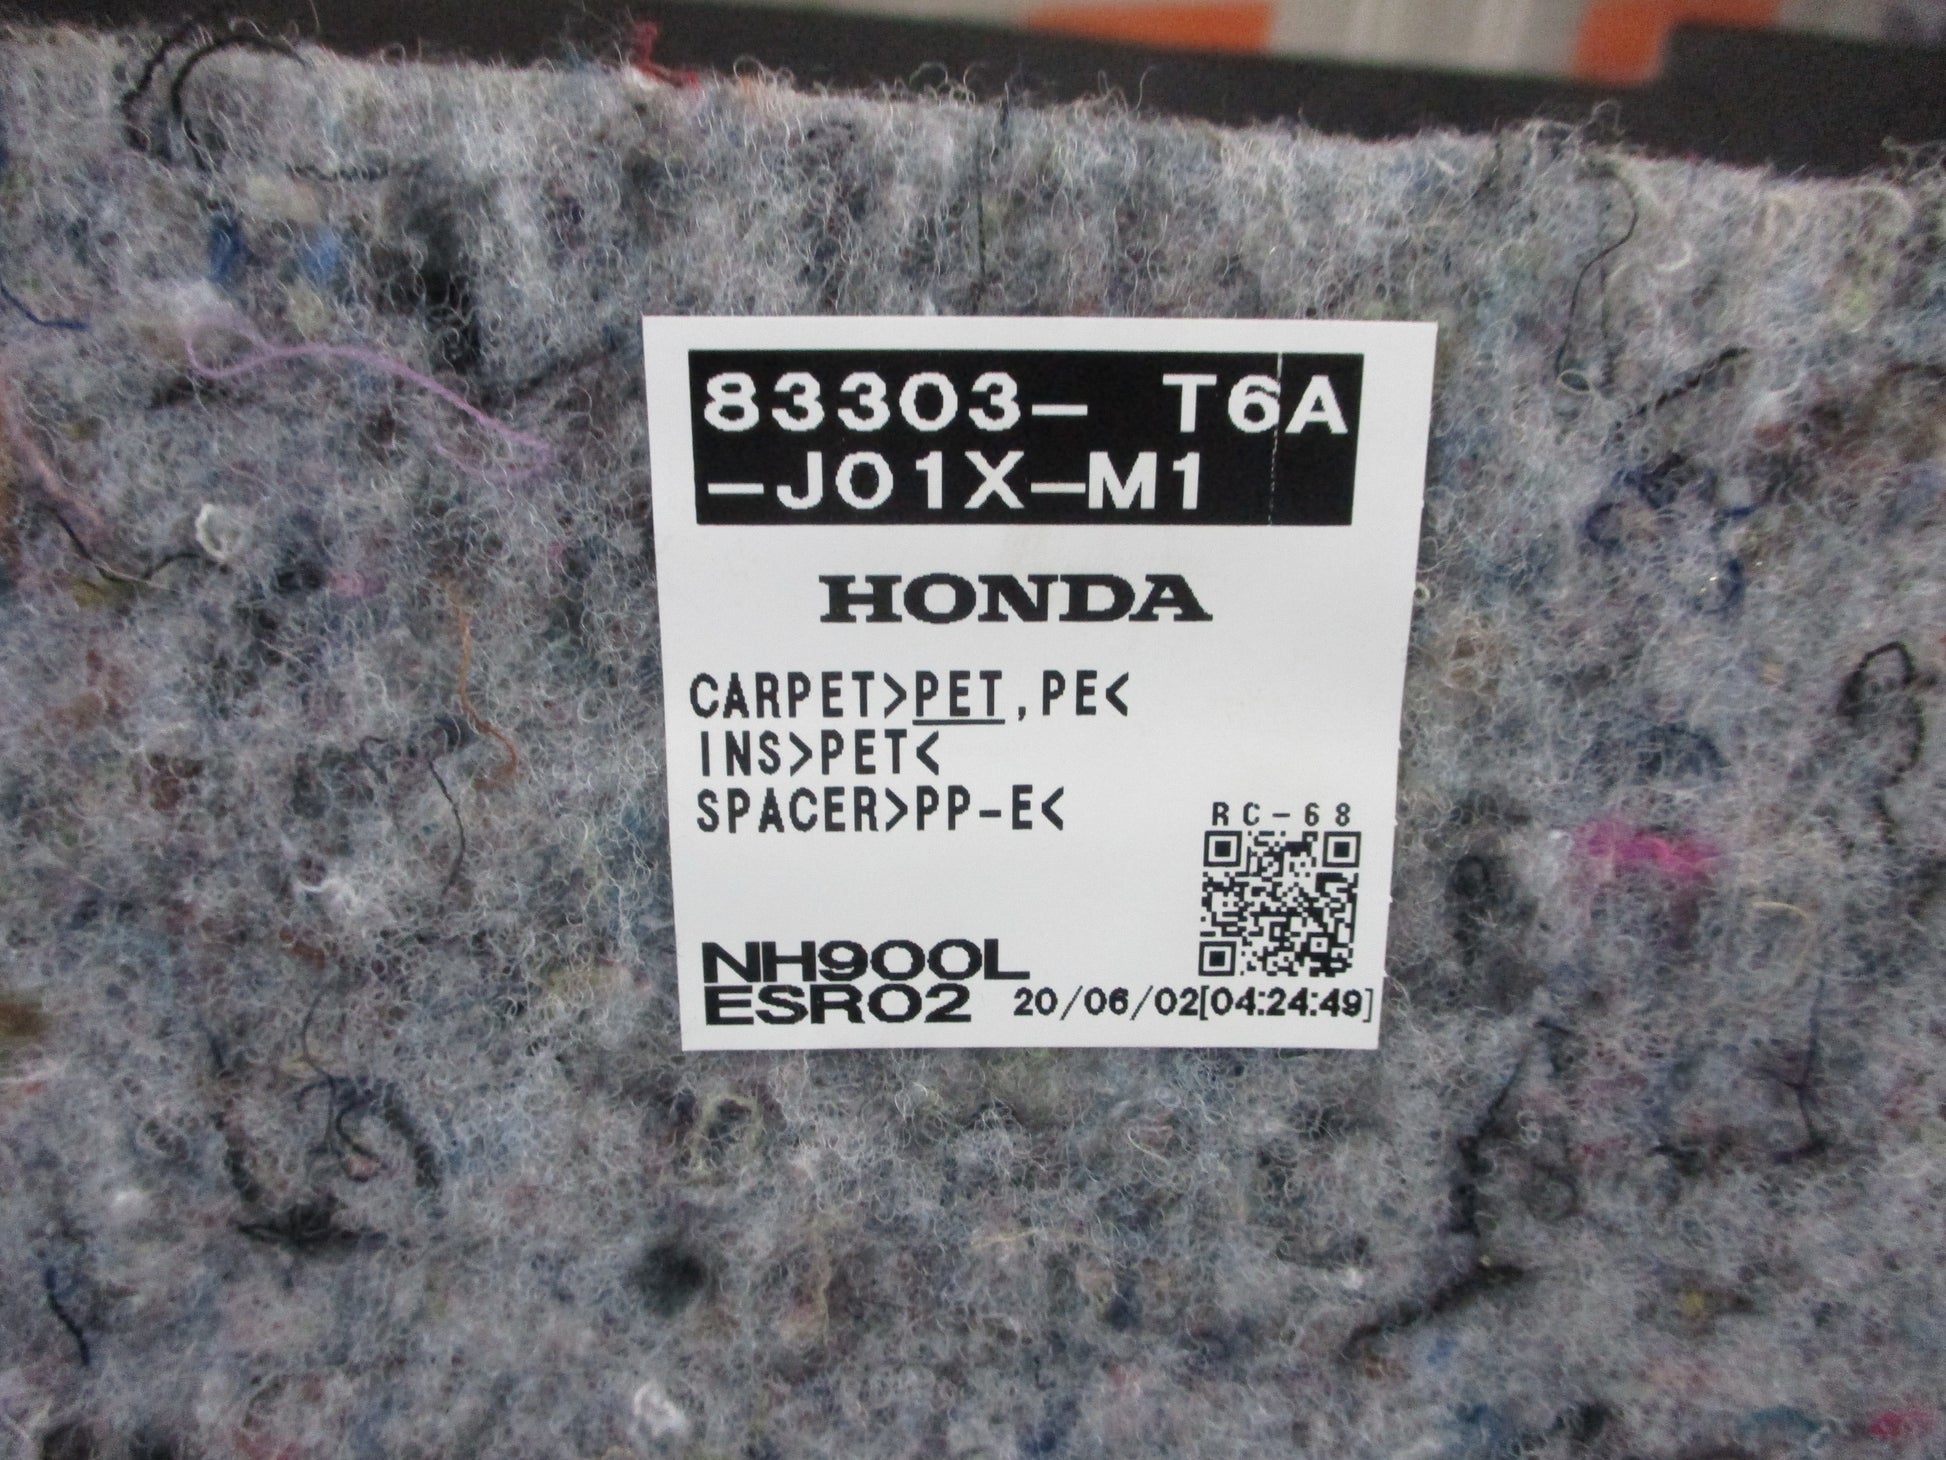 83303- T6A
-J01X-M1
HONDA
CARPET>PET,PE<
INS>PET<
SPACER>PP-E<
RC-68
NH900L
ESR02 20/06/02[04:24:49]